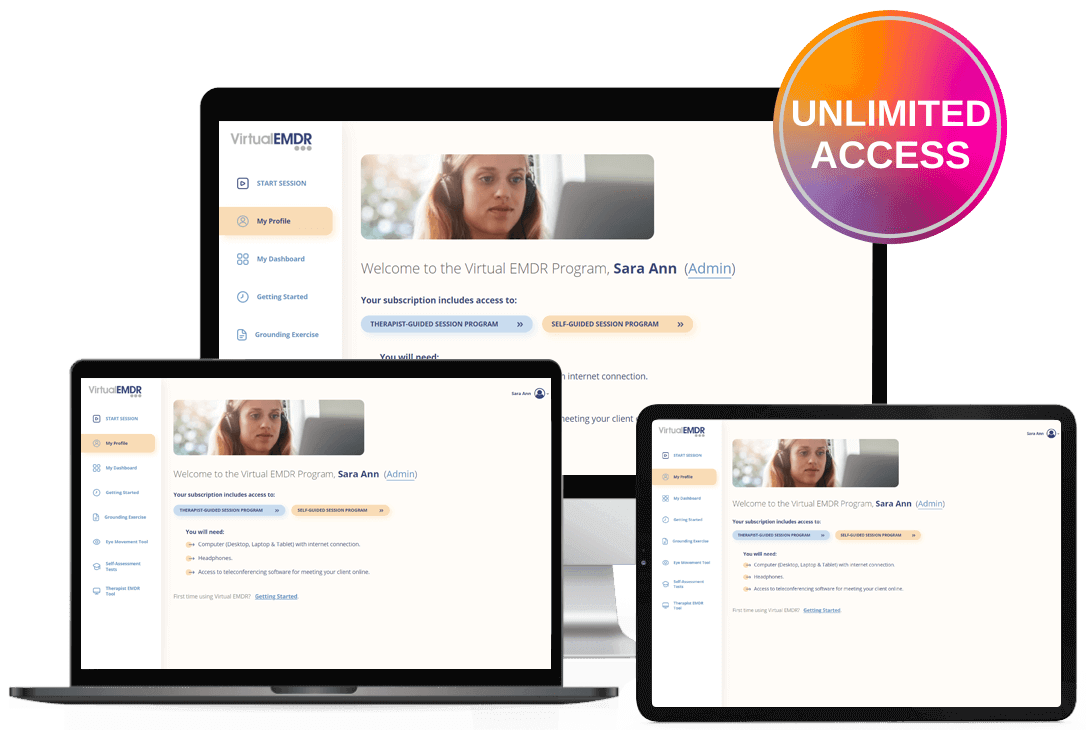 UNLIMITED
ACCESS
VirtualEMDR
START SESSION
My Profile
My Dashboard
Getting Started
Grounding Exercise
Welcome to the Virtual EMDR Program, Sara Ann (Admin)
Your subscription includes access to:
THERAPIST-GUIDED SESSION PROGRAM »
SELF-GUIDED SESSION PROGRAM »
You will need:
internet connection.
meeting your client
VirtualEMDR
Sara Ann
START SESSION
My Profile
My Dashboard
Getting Started
Grounding Exercise
Eye Movement Tool
Self-Assessment
Tests
Therapist EMDR
Tool
Welcome to the Virtual EMDR Program, Sara Ann (Admin)
Your subscription includes access to:
THERAPIST-GUIDED SESSION PROGRAM »
SELF-GUIDED SESSION PROGRAM »
You will need:
Computer (Desktop, Laptop & Tablet) with internet connection.
Headphones.
Access to teleconferencing software for meeting your client online.
First time using Virtual EMDR? Getting Started.
VirtualEMDR
Sara Ann
START SESSION
My Profile
My Dashboard
Getting Started
Grounding Exercise
Eye Movement Tool
Self-Assessment
Tests
Therapist EMDR
Tool
Welcome to the Virtual EMDR Program, Sara Ann (Admin)
Your subscription includes access to:
THERAPIST-GUIDED SESSION PROGRAM »
SELF-GUIDED SESSION PROGRAM »
You will need:
Computer (Desktop, Laptop & Tablet) with internet connection.
Headphones.
Access to teleconferencing software for meeting your client online.
First time using Virtual EMDR? Getting Started.